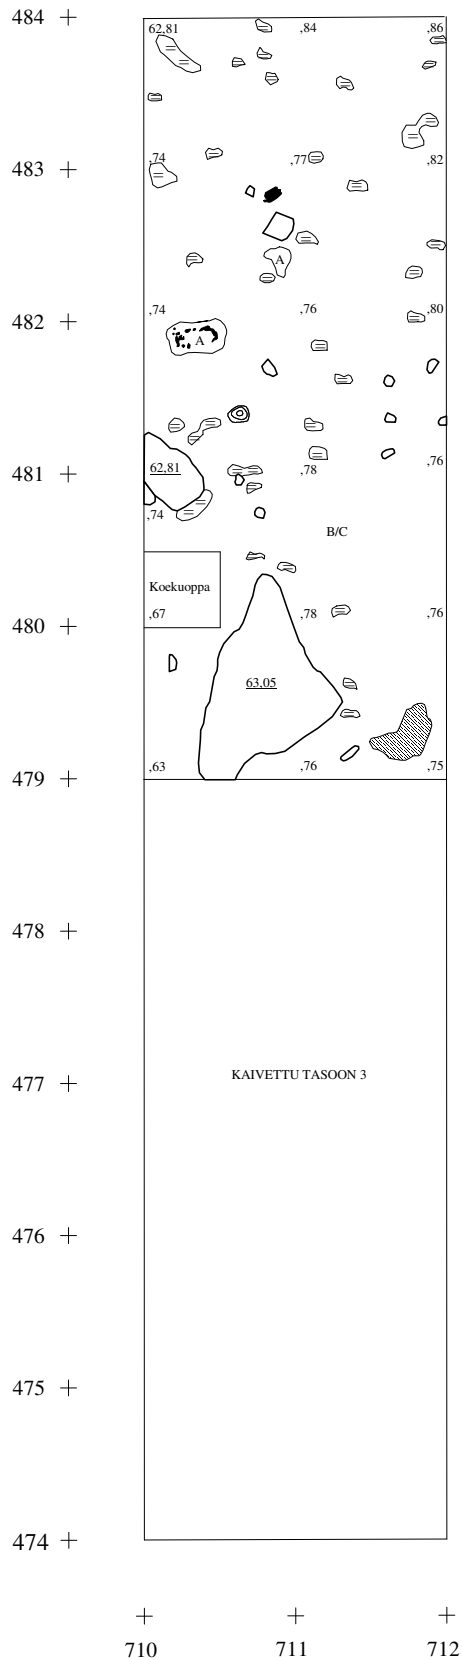 484
62,81 ,84 ,86
483
,74 ,77 ,82
A
482
,74 ,76 ,80
A
481
62,81 ,78 ,76
,74
B/C
Koekuoppa
480
,67 ,78 ,76
63,05
479
,63 ,76 ,75
478
477
KAIVETTU TASOON 3
476
475
474
710 711 712